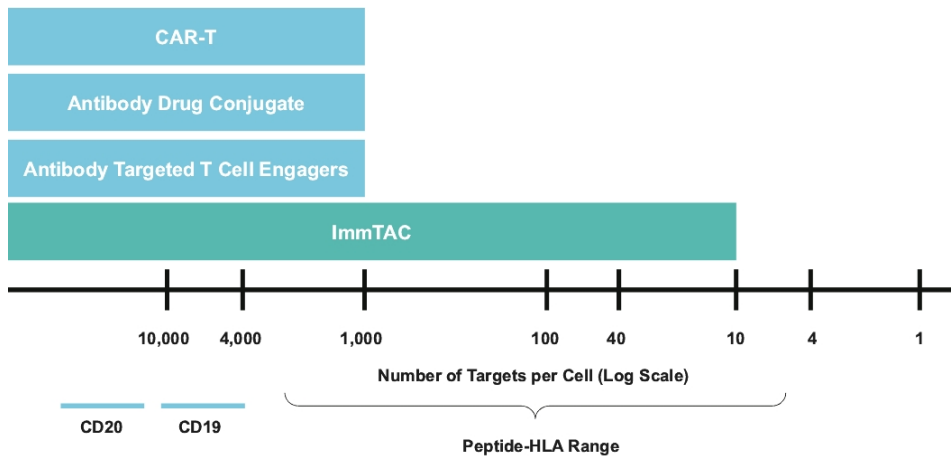 CAR-T
Antibody Drug Conjugate
Antibody Targeted T Cell Engagers
ImmTAC
10,000 4,000 1,000 100 40 10 4 1
Number of Targets per Cell (Log Scale)
CD20 CD19
Peptide-HLA Range